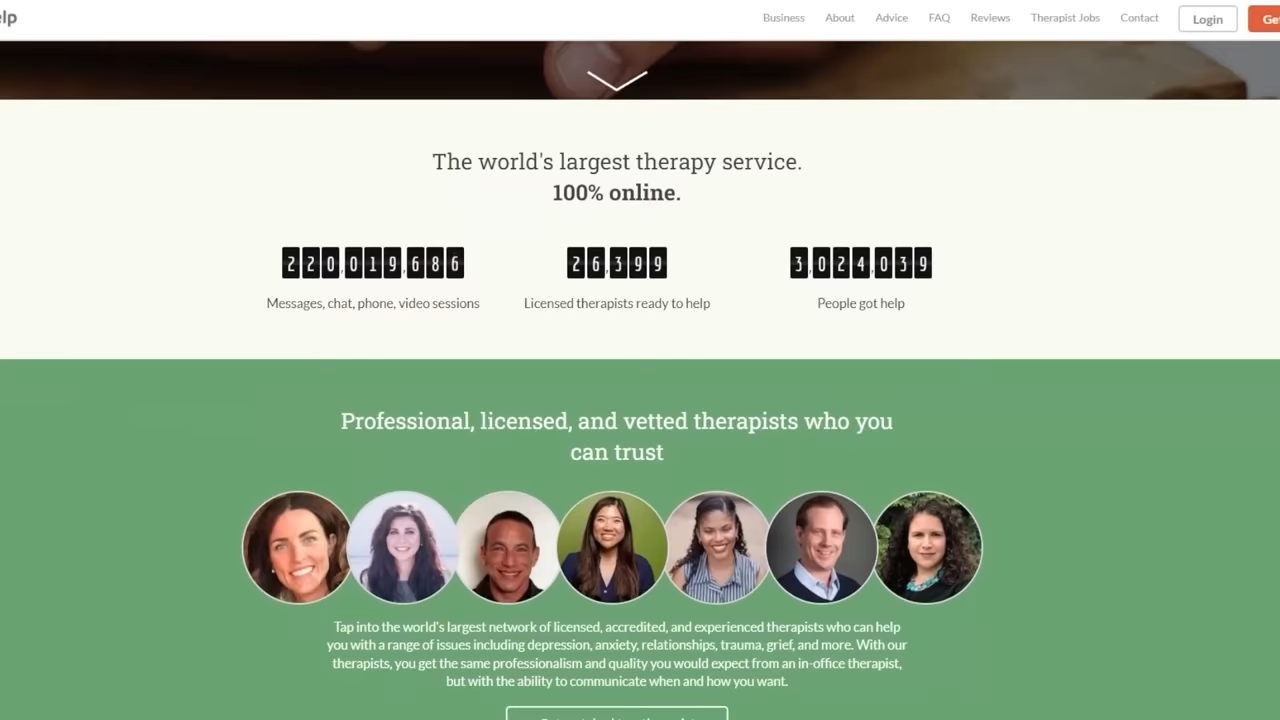 elp
Business
About
Advice
FAQ
Reviews
Therapist Jobs
Contact
Login
Ge
The world's largest therapy service.
100% online.
220,019,686
26,399
3,024,039
Messages, chat, phone, video sessions
Licensed therapists ready to help
People got help
Professional, licensed, and vetted therapists who you
can trust
Tap into the world's largest network of licensed, accredited, and experienced therapists who can help
you with a range of issues including depression, anxiety, relationships, trauma, grief, and more. With our
therapists, you get the same professionalism and quality you would expect from an in-office therapist,
but with the ability to communicate when and how you want.